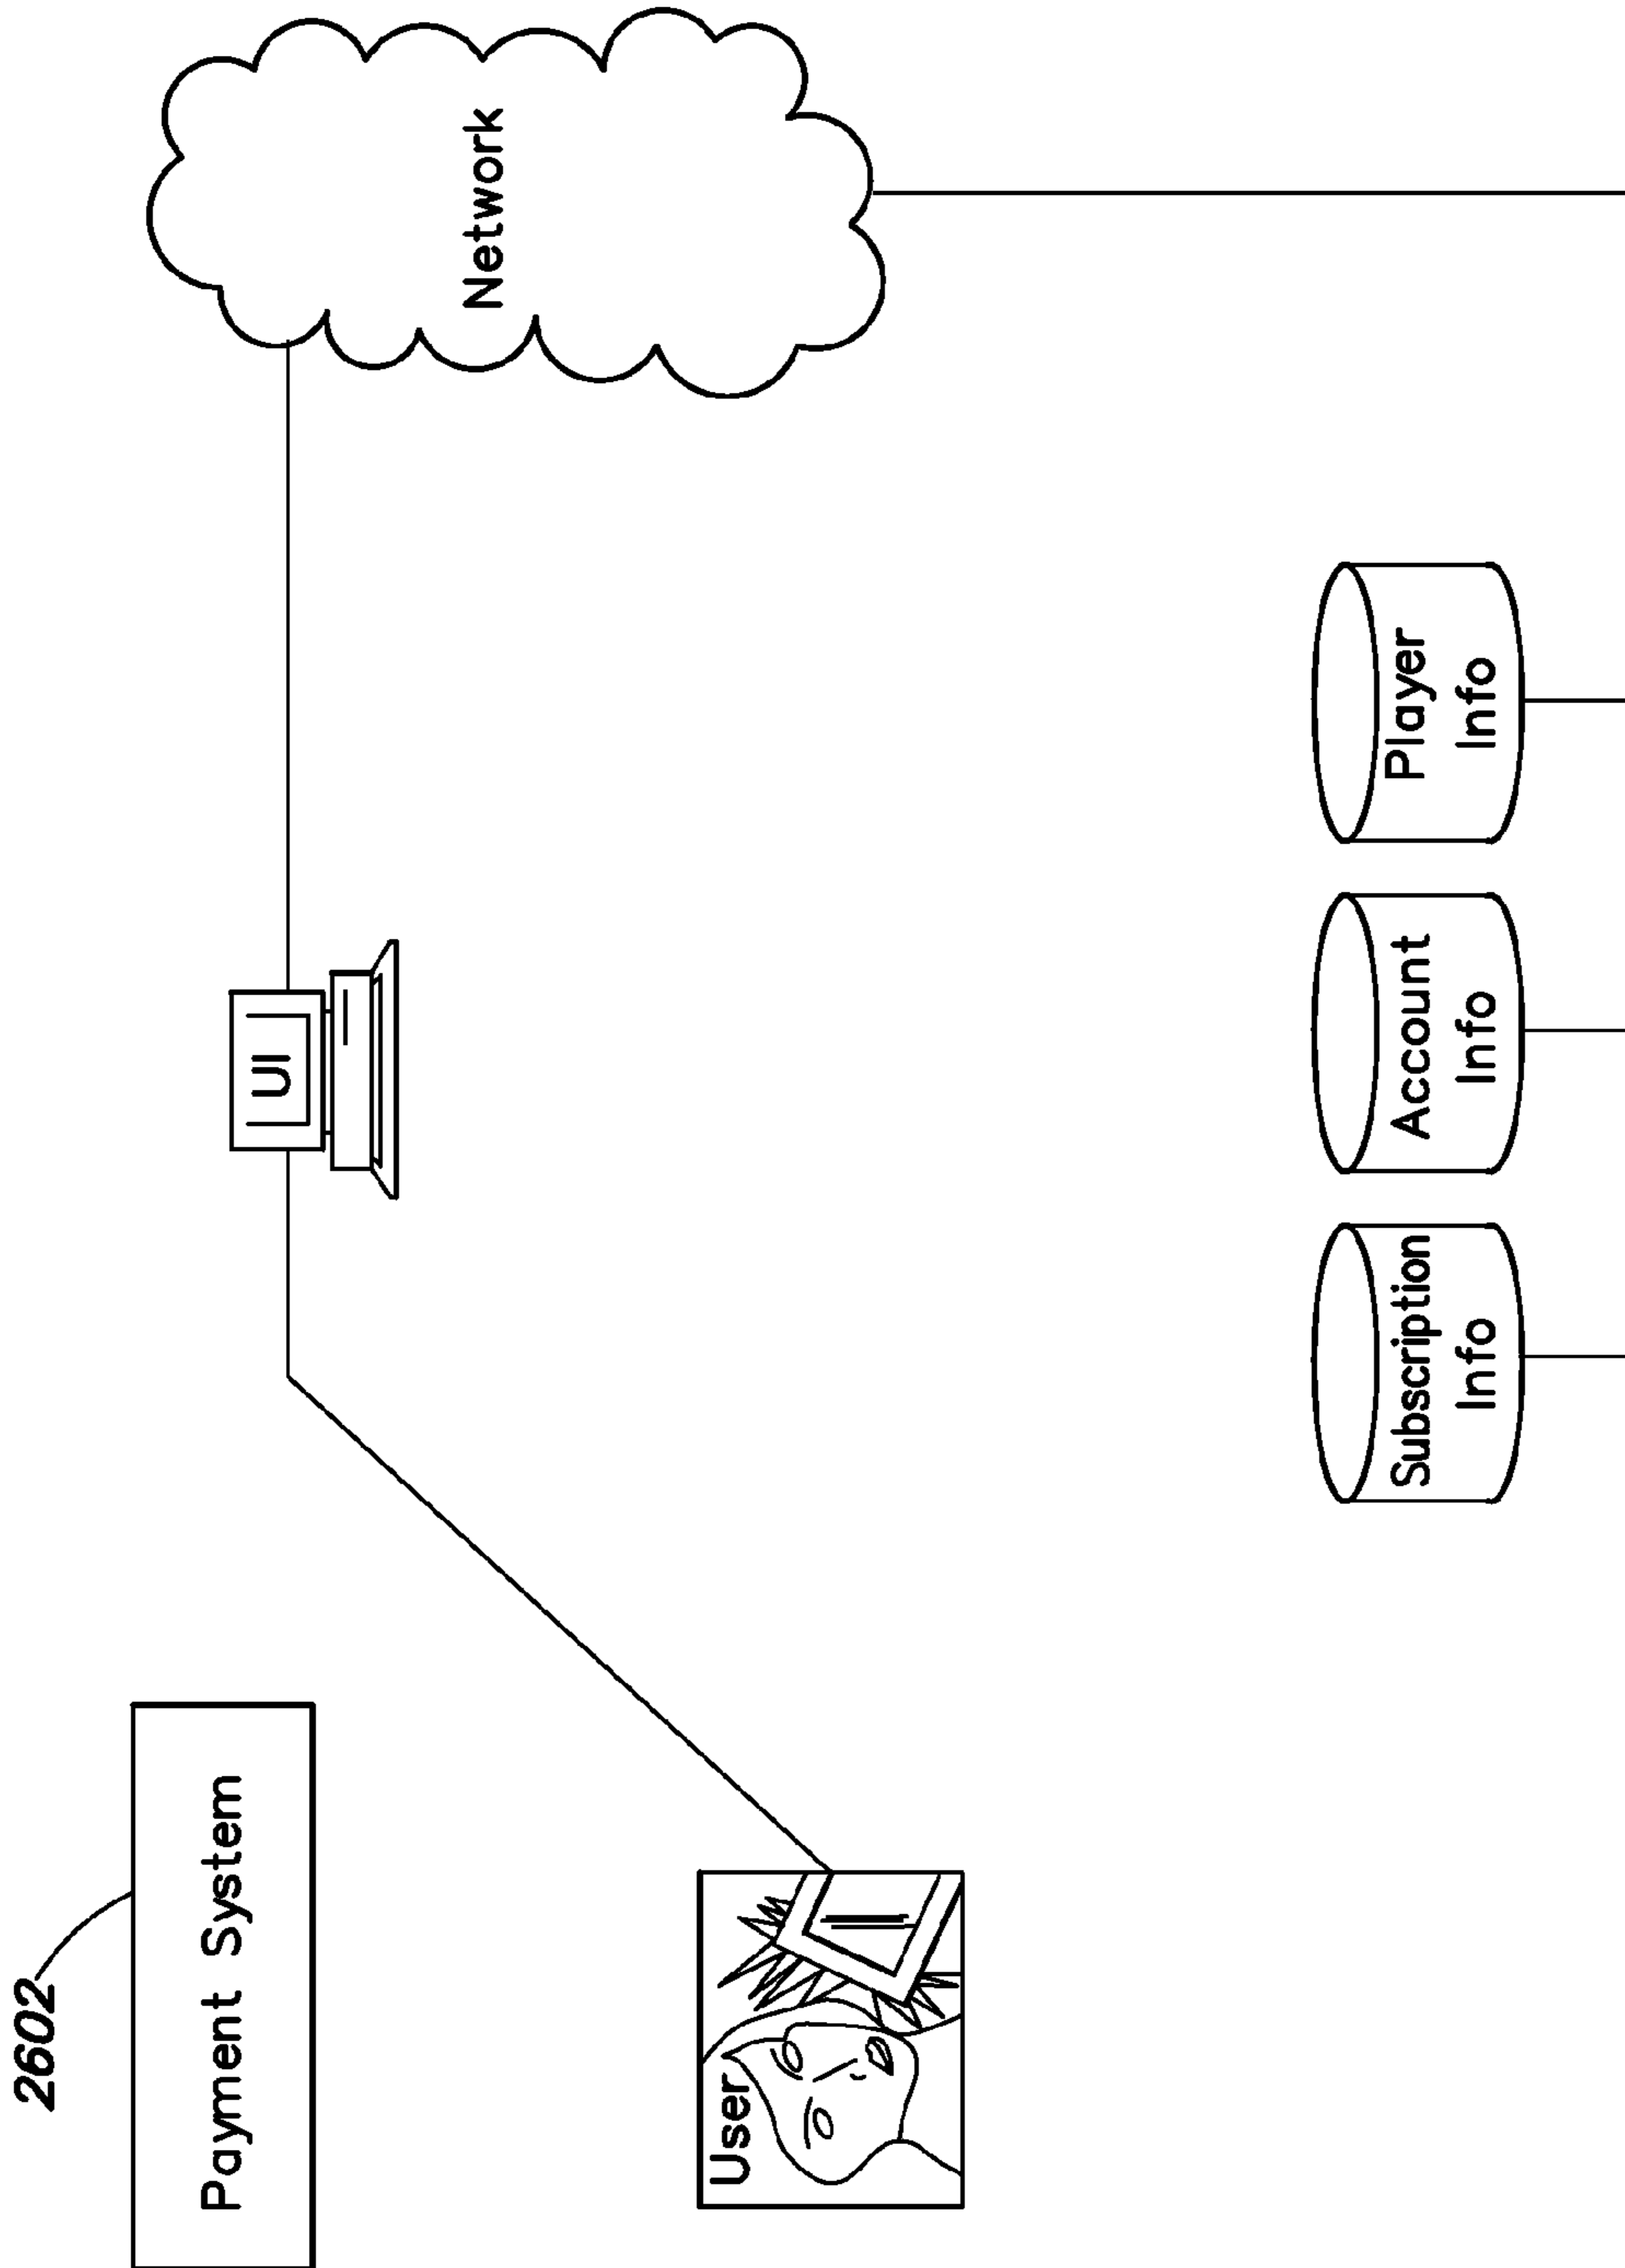 2602
Payment System
User
UI
Network
Subscription
Info
Account
Info
Player
Info